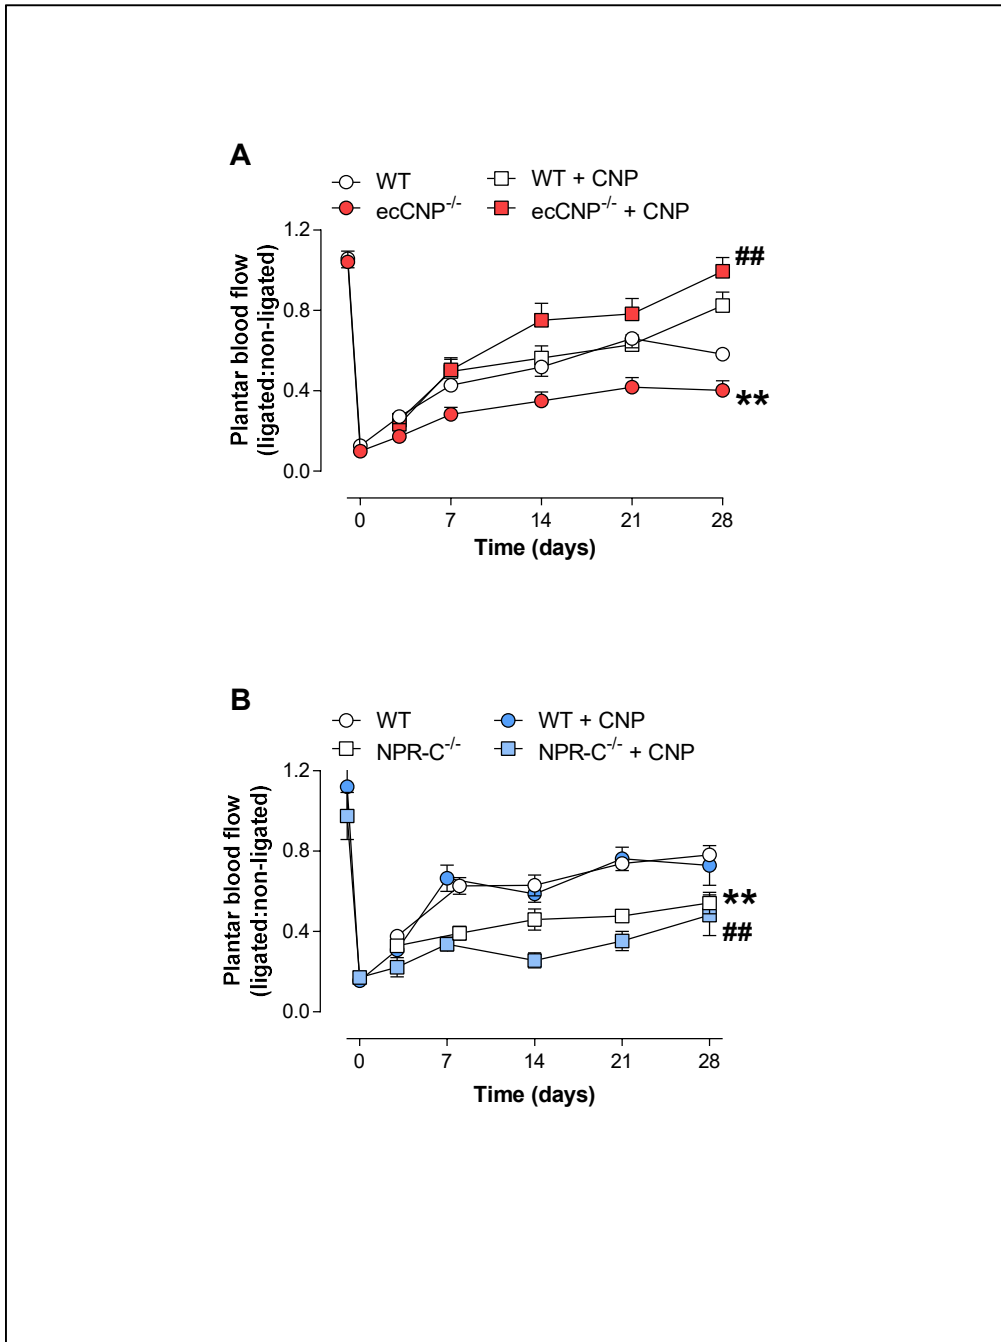 A
WT
WT + CNP
ecCNP-/-
ecCNP-/- + CNP
Plantar blood flow
(ligated:non-ligated)
1.2
0.8
0.4
0.0
##
**
0 7 14 21 28
Time (days)
B
WT
WT + CNP
NPR-C-/-
NPR-C-/- + CNP
Plantar blood flow
(ligated:non-ligated)
1.2
0.8
0.4
0.0
**
##
0 7 14 21 28
Time (days)